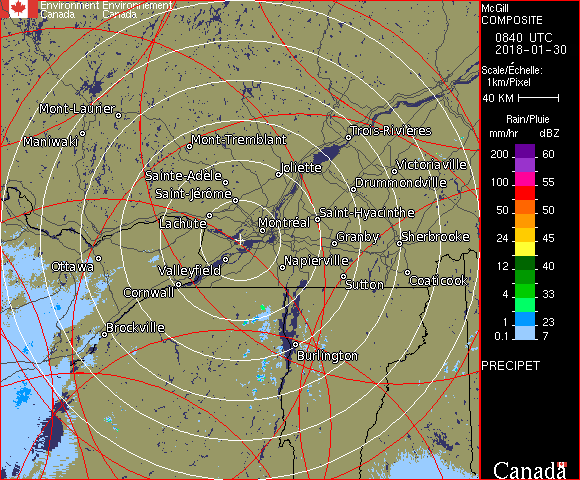 Environment Environnement
Canada Canada
Mont-Laurier
Maniwaki
Mont-Tremblant
Trois-Rivières
Joliette
Victoriaville
Sainte-Adèle
Drummondville
Saint-Jérôme
Saint-Hyacinthe
Lachute
Montréal
Granby
Sherbrooke
Ottawa
Valleyfield
Napierville
Sutton
Coaticook
Cornwall
Brockville
Burlington
McGill
COMPOSITE
0840 UTC
2018-01-30
Scale/Échelle:
1km/Pixel
40 KM
Rain/Pluie
mm/hr dBZ
200 60
150 55
100 55
50 50
24 45
12 40
4 33
1 23
0.1 7
PRECIPET
Canada